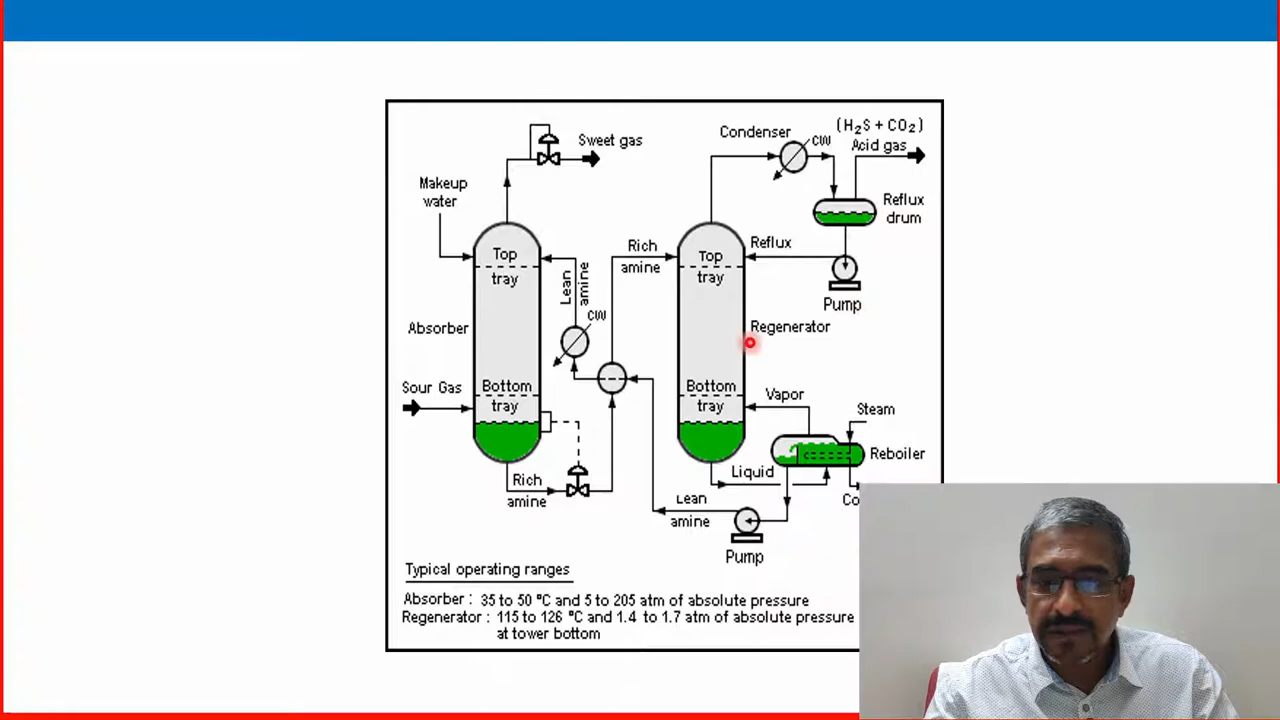 Sweet gas
Makeup
water
Top
tray
Absorber
Sour Gas
Bottom
tray
Rich
amine
Lean
amine
CW
Rich
amine
Condenser
CW
(H₂S + CO₂)
Acid gas
Reflux
drum
Reflux
Top
tray
Pump
Regenerator
Bottom
tray
Vapor
Steam
Reboiler
Liquid
Co
Lean
amine
Pump
Typical operating ranges
Absorber : 35 to 50 ºC and 5 to 205 atm of absolute pressure
Regenerator : 115 to 126 ºC and 1.4 to 1.7 atm of absolute pressure
at tower bottom